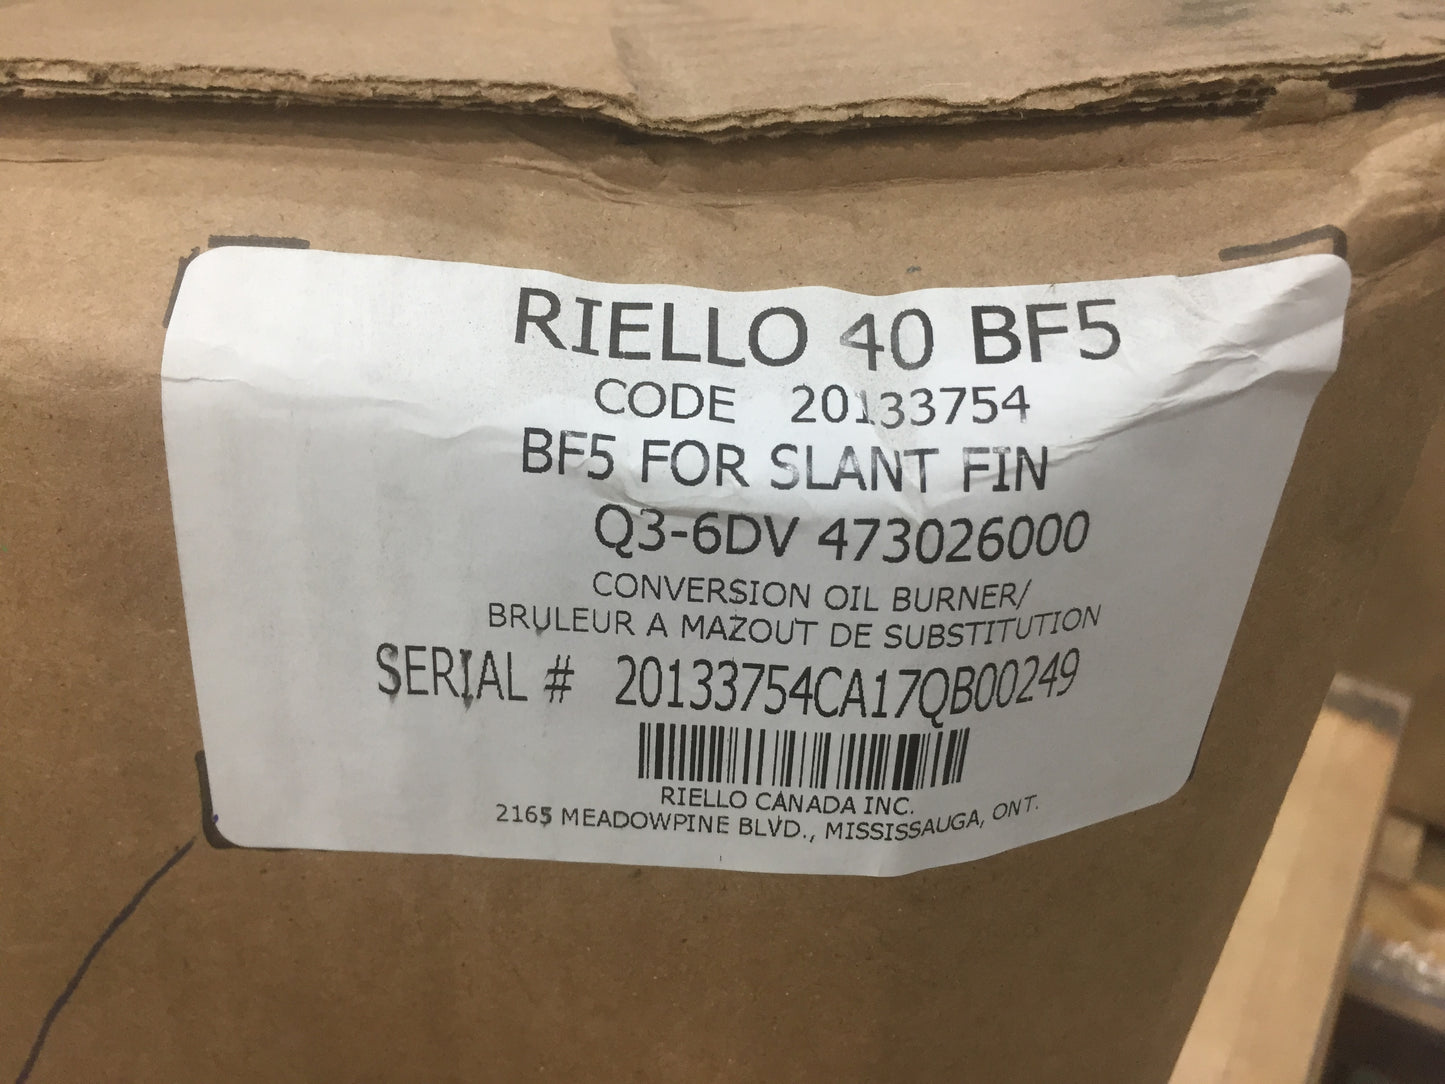 RIELLO 40 BF5
CODE 20133754
BF5 FOR SLANT FIN
Q3-6DV 473026000
CONVERSION OIL BURNER/
BRULEUR A MAZOUT DE SUBSTITUTION
SERIAL # 20133754CA17QB00249
RIELLO CANADA INC.
2165 MEADOWPINE BLVD., MISSISSAUGA, ONT.